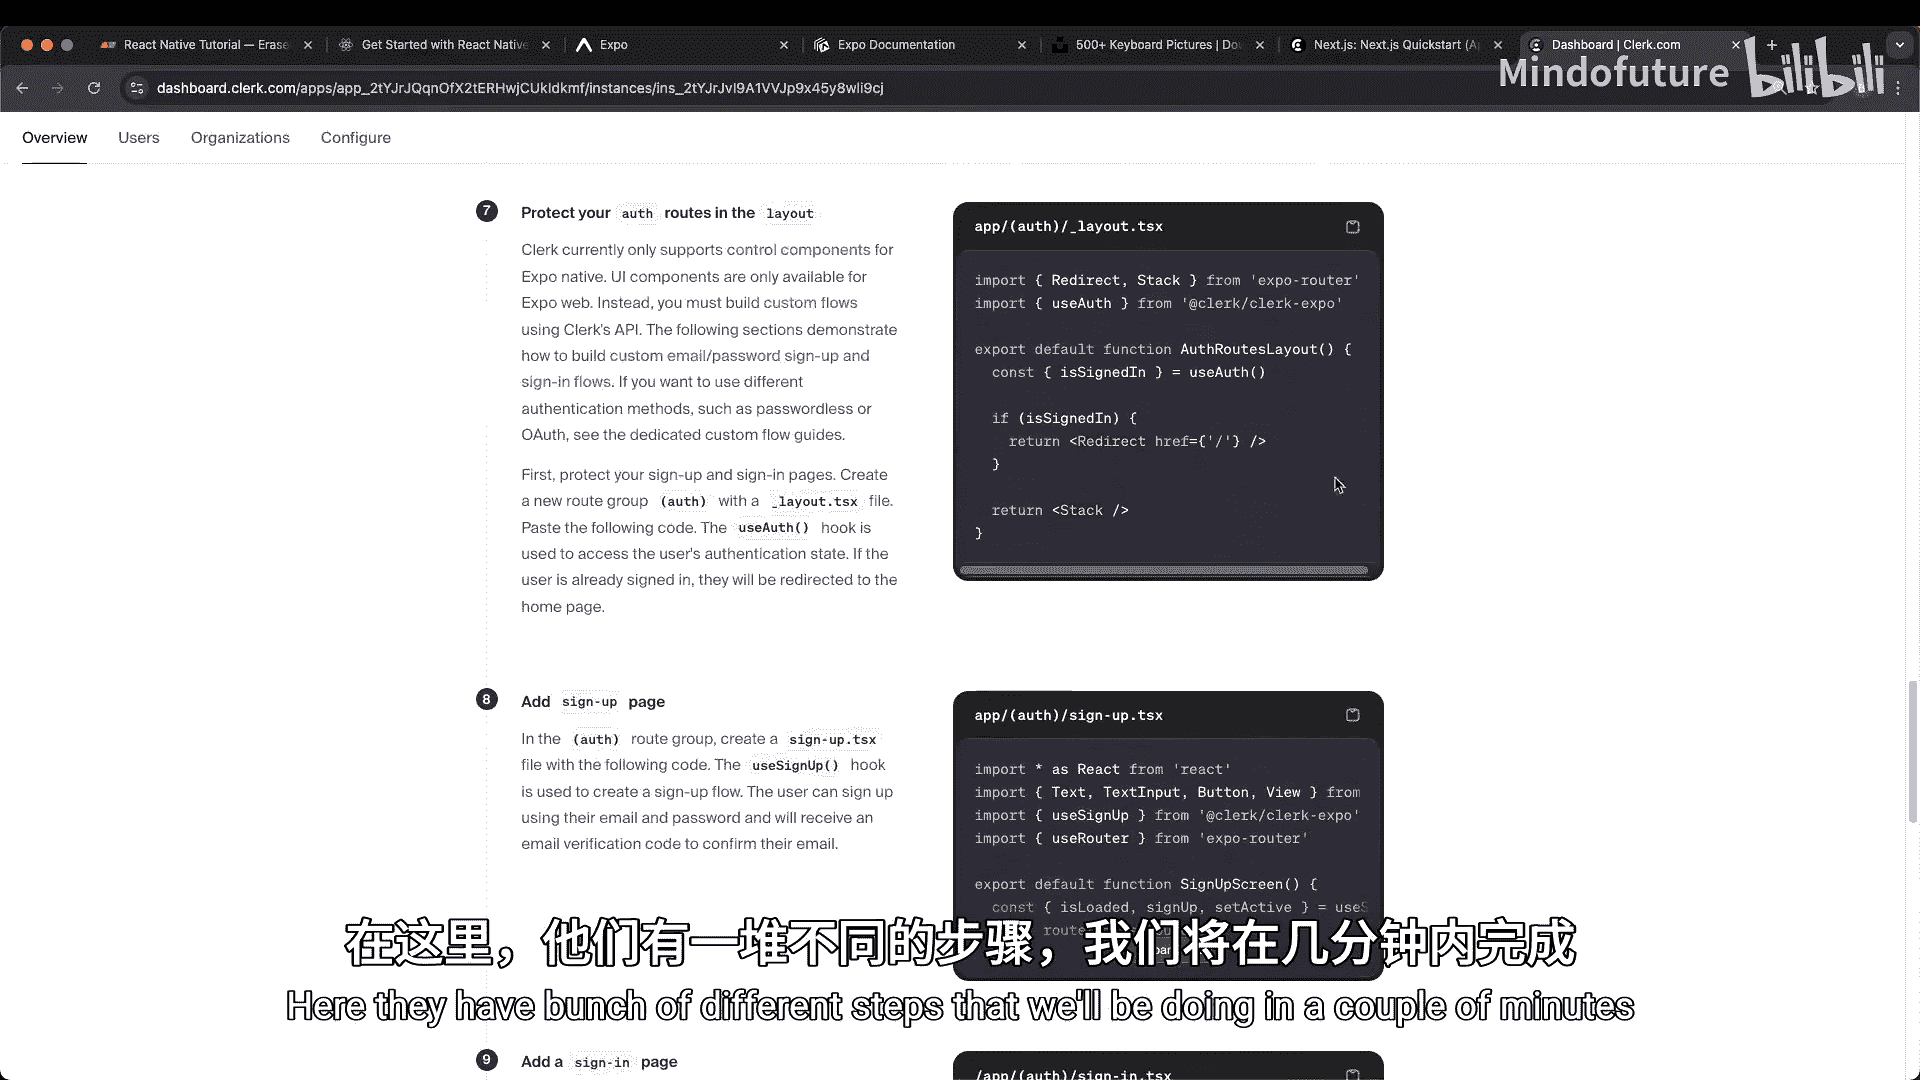 React Native Tutorial — Erase
Get Started with React Native
Expo
Expo Documentation
500+ Keyboard Pictures | Do
Next.js: Next.js Quickstart (A
Dashboard | Clerk.com
Mindofuture bilibili
dashboard.clerk.com/apps/app_2tYJrJQqnOfX2tERHwjCUkldkmf/instances/ins_2tYJrJvl9A1VVJp9x45y8wli9cj
Overview Users Organizations Configure
7 Protect your auth routes in the layout
Clerk currently only supports control components for
Expo native. UI components are only available for
Expo web. Instead, you must build custom flows
using Clerk's API. The following sections demonstrate
how to build custom email/password sign-up and
sign-in flows. If you want to use different
authentication methods, such as passwordless or
OAuth, see the dedicated custom flow guides.
First, protect your sign-up and sign-in pages. Create
a new route group (auth) with a _layout.tsx file.
Paste the following code. The useAuth() hook is
used to access the user's authentication state. If the
user is already signed in, they will be redirected to the
home page.
app/(auth)/_layout.tsx
import { Redirect, Stack } from 'expo-router'
import { useAuth } from '@clerk/clerk-expo'
export default function AuthRoutesLayout() {
const { isSignedIn } = useAuth()
if (isSignedIn) {
return <Redirect href={'/'} />
}
return <Stack />
}
8 Add sign-up page
In the (auth) route group, create a sign-up.tsx
file with the following code. The useSignUp() hook
is used to create a sign-up flow. The user can sign up
using their email and password and will receive an
email verification code to confirm their email.
app/(auth)/sign-up.tsx
import * as React from 'react'
import { Text, TextInput, Button, View } from
import { useSignUp } from '@clerk/clerk-expo'
import { useRouter } from 'expo-router'
export default function SignUpScreen() {
const { isLoaded, signUp, setActive } = useS
在这里，他们有一堆不同的步骤，我们将在几分钟内完成
Here they have bunch of different steps that we'll be doing in a couple of minutes
9 Add a sign-in page
/app/(auth)/sign-in.tsx